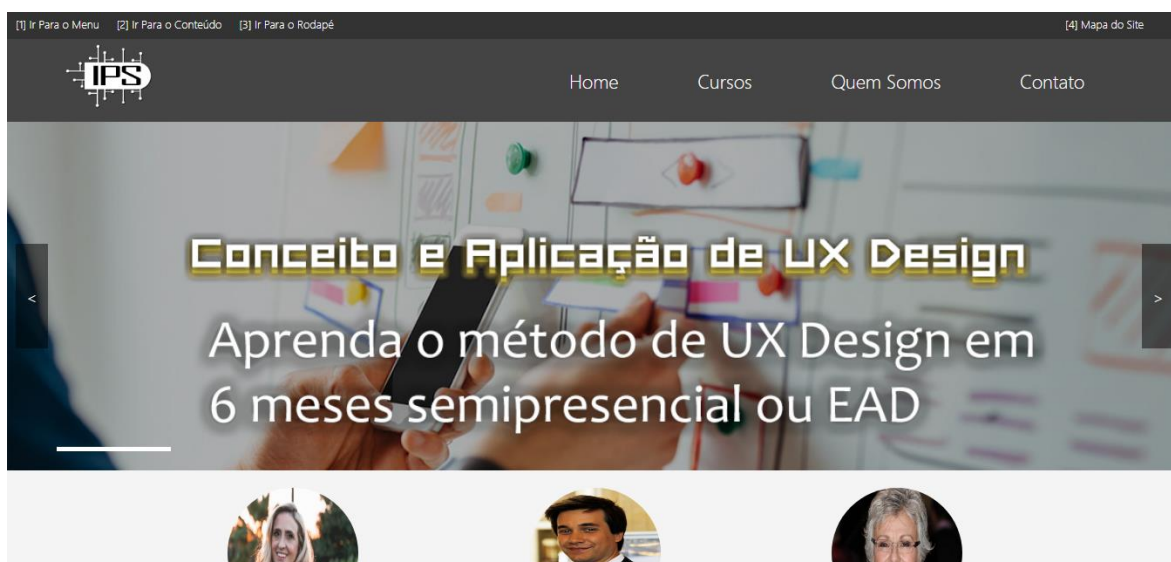 [1] Ir Para o Menu [2] Ir Para o Conteúdo [3] Ir Para o Rodapé [4] Mapa do Site
IPS
Home Cursos Quem Somos Contato
Conceito e Aplicação de UX Design
< >
Aprenda o método de UX Design em
6 meses semipresencial ou EAD